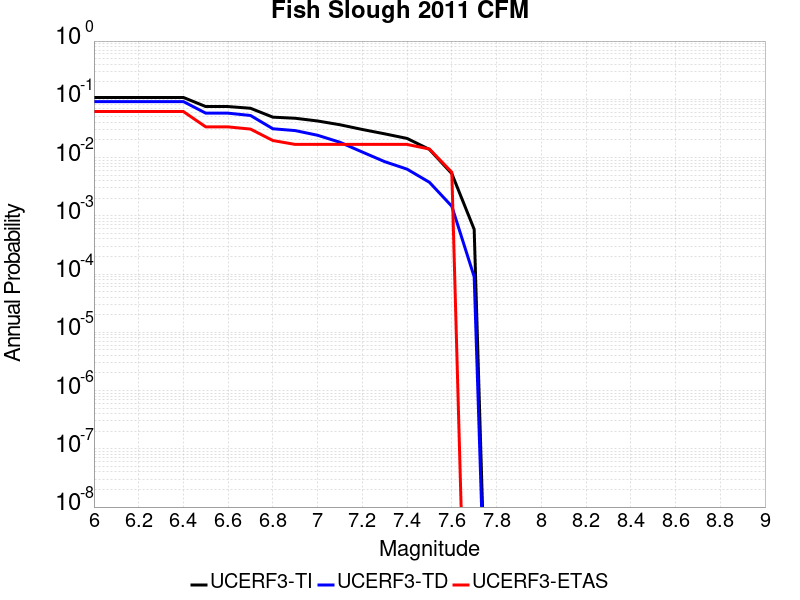 Fish Slough 2011 CFM
10^0
10^-1
10^-2
10^-3
10^-4
10^-5
10^-6
10^-7
10^-8
Annual Probability
6 6.2 6.4 6.6 6.8 7 7.2 7.4 7.6 7.8 8 8.2 8.4 8.6 8.8 9
Magnitude
UCERF3-TI UCERF3-TD UCERF3-ETAS